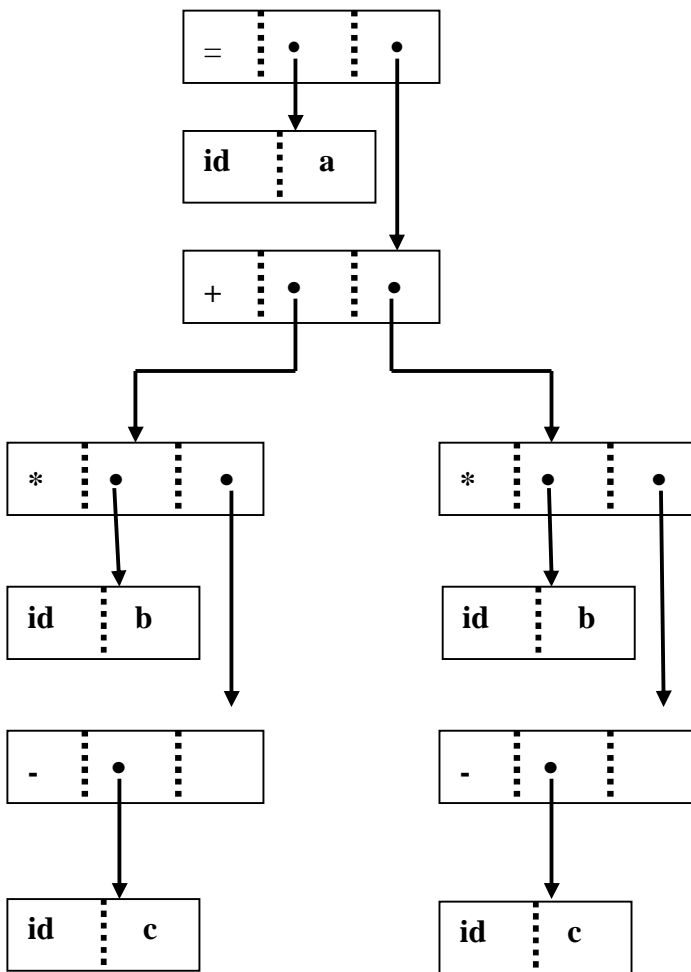 =
id a
+
* *
id b id b
- -
id c id c